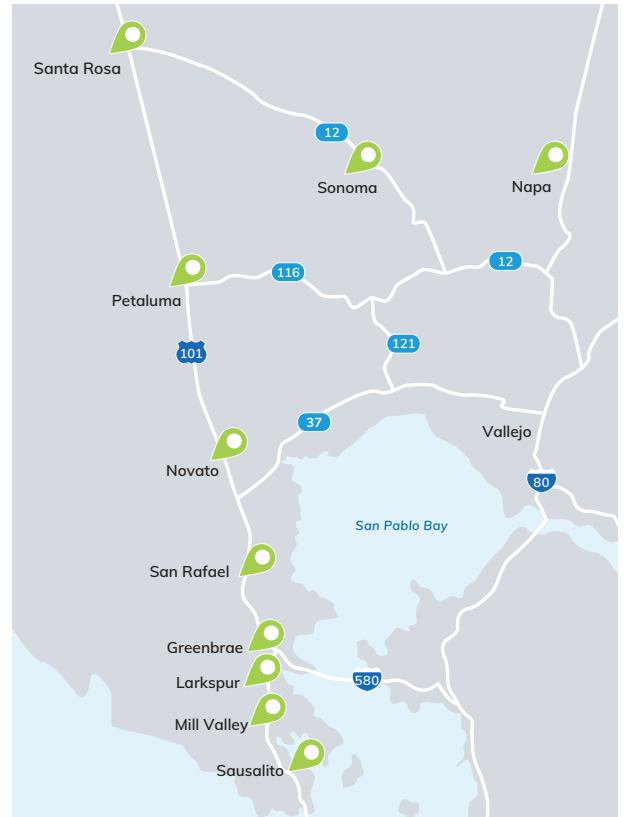 Santa Rosa
12
Sonoma
Napa
12
116
Petaluma
121
101
37
Vallejo
Novato
80
San Pablo Bay
San Rafael
Greenbrae
580
Larkspur
Mill Valley
Sausalito